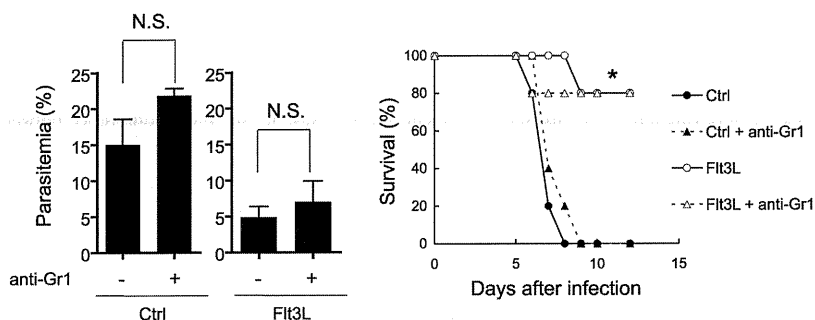 N.S.
N.S.
Parasitemia (%)
25
20
15
10
5
0
25
20
15
10
5
0
anti-Gr1
-
+
-
+
Ctrl
Flt3L
Survival (%)
100
80
60
40
20
0
*
0
5
10
15
Days after infection
Ctrl
Ctrl + anti-Gr1
Flt3L
Flt3L + anti-Gr1